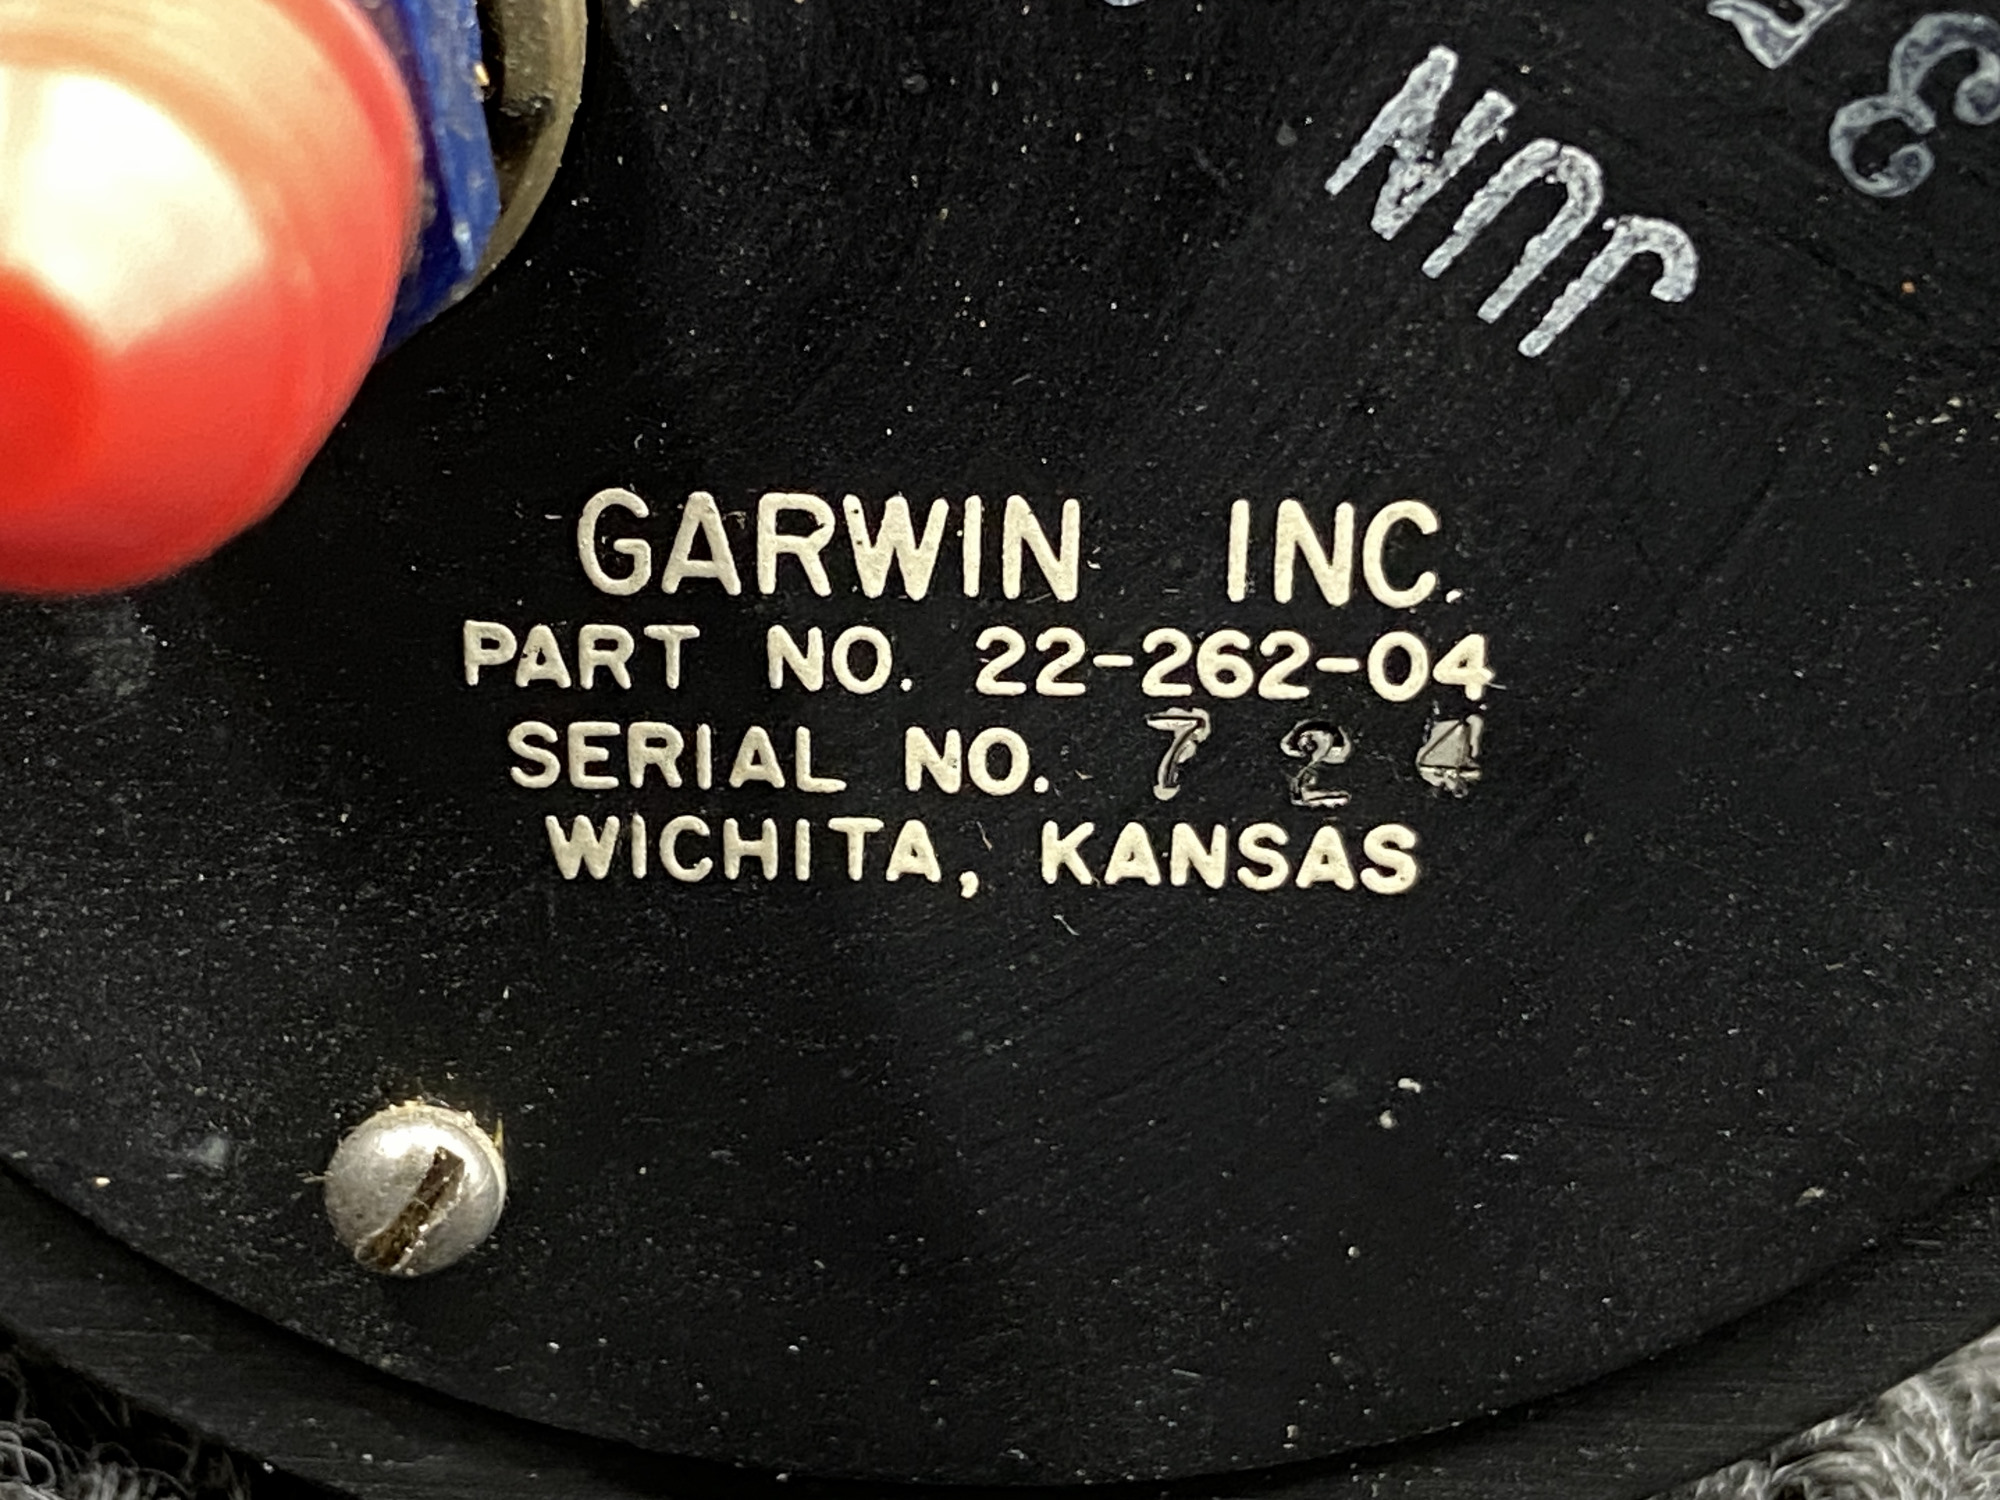 JUN
GARWIN INC.
PART NO. 22-262-04
SERIAL NO. 724
WICHITA, KANSAS